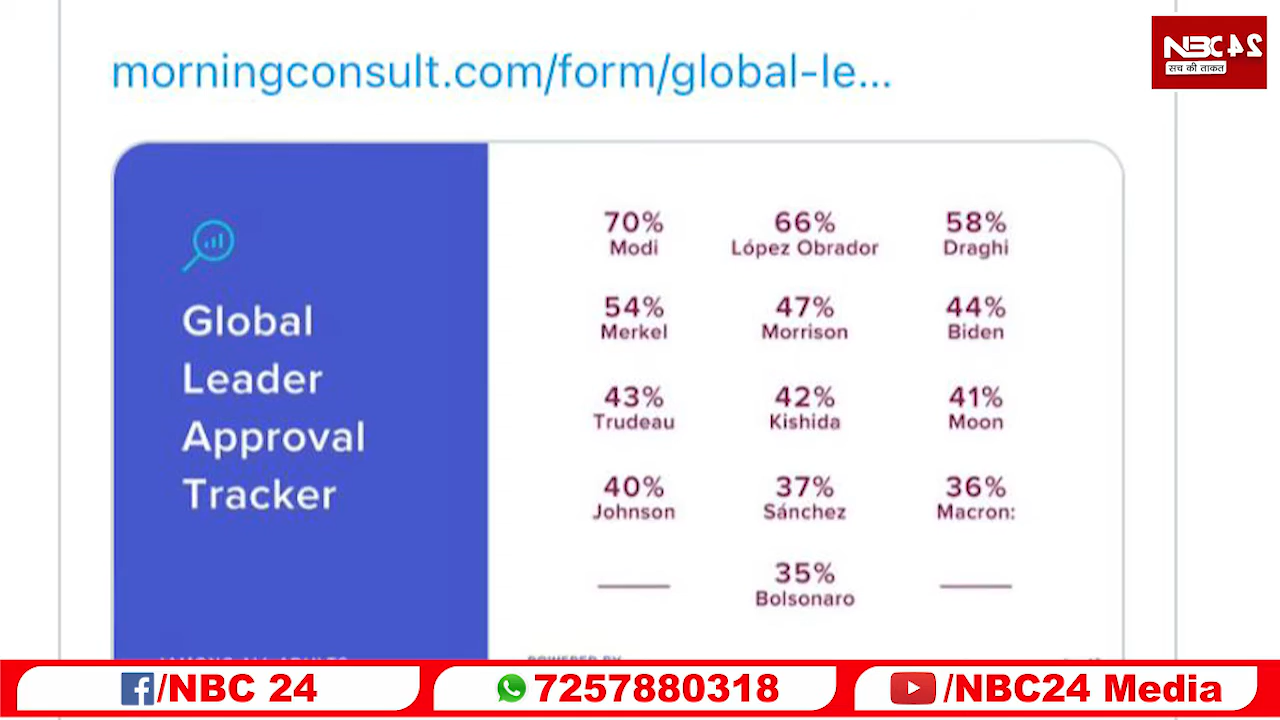 morningconsult.com/form/global-le...
NBC 24
सच की ताकत
Global
Leader
Approval
Tracker
70% 66% 58%
Modi López Obrador Draghi
54% 47% 44%
Merkel Morrison Biden
43% 42% 41%
Trudeau Kishida Moon
40% 37% 36%
Johnson Sánchez Macron:
35%
Bolsonaro
/NBC 24 7257880318 /NBC24 Media